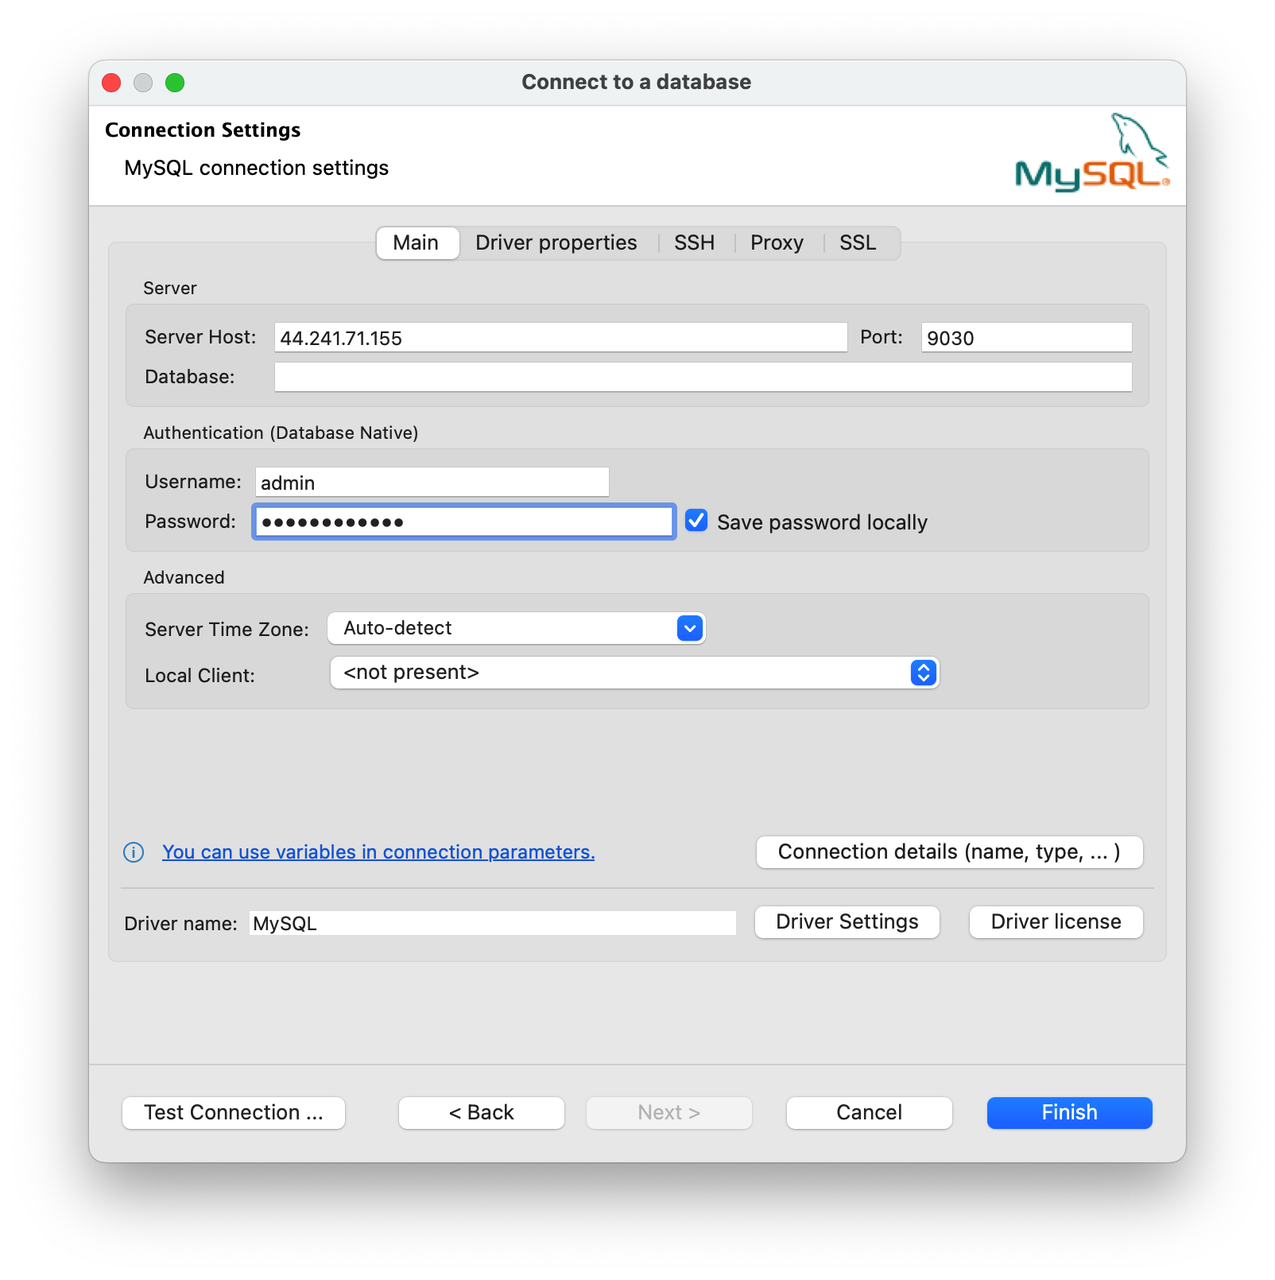 Connect to a database
Connection Settings
MySQL connection settings
MySQL®
Main Driver properties SSH Proxy SSL
Server
Server Host: 44.241.71.155 Port: 9030
Database:
Authentication (Database Native)
Username: admin
Password: ●●●●●●●●●●●● Save password locally
Advanced
Server Time Zone: Auto-detect
Local Client: <not present>
You can use variables in connection parameters. Connection details (name, type, ... )
Driver name: MySQL Driver Settings Driver license
Test Connection ... < Back Next > Cancel Finish